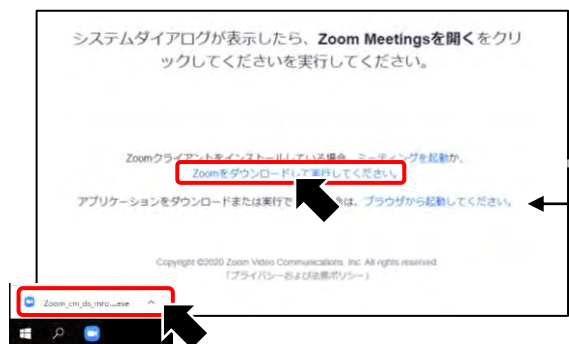 システムダイアログが表示したら、Zoom Meetingsを開くをクリ
ックしてくださいを実行してください。
Zoomクライアントをインストールしている場合、ミーティングを起動か、
Zoomをダウンロードして実行してください。
アプリケーションをダウンロードまたは実行で は、ブラウザから起動してください。
Copyright ©2020 Zoom Video Communications, Inc. All rights reserved.
「プライバシーおよび法務ポリシー」
Zoom_cm_ds_mro....exe